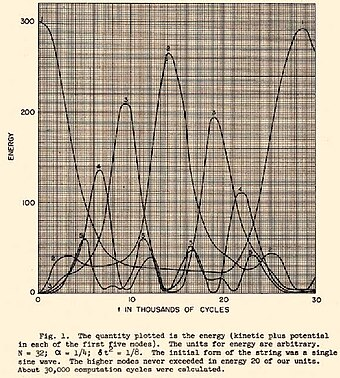 300
200
100
0
ENERGY
0
10
20
30
t IN THOUSANDS OF CYCLES
Fig. 1. The quantity plotted is the energy (kinetic plus potential
in each of the first five modes). The units for energy are arbitrary.
N = 32; α = 1/4; δt² = 1/8. The initial form of the string was a single
sine wave. The higher modes never exceeded in energy 20 of our units.
About 30,000 computation cycles were calculated.